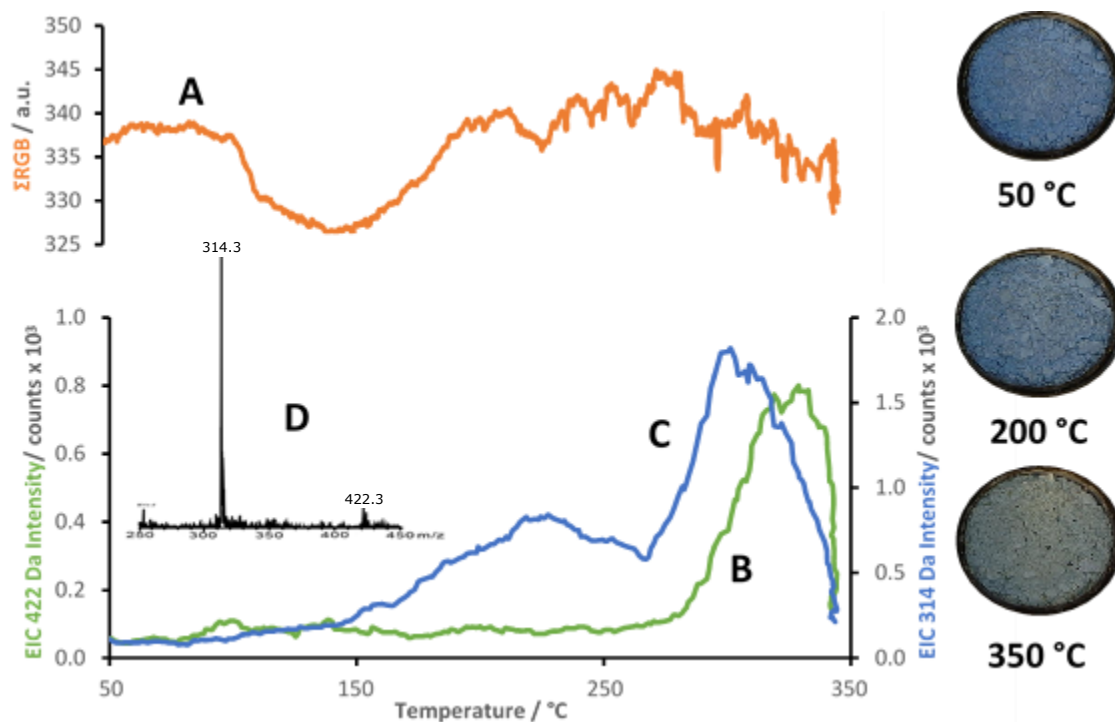 350
345
340
335
330
325
ΣRGB / a.u.
A
50 °C
200 °C
350 °C
1.0
0.8
0.6
0.4
0.2
0.0
EIC 422 Da Intensity/ counts x 10³
2.0
1.5
1.0
0.5
0.0
EIC 314 Da Intensity/ counts x 10³
314.3
D
422.3
250 300 350 400 450 m/z
C
B
50 150 250 350
Temperature / °C